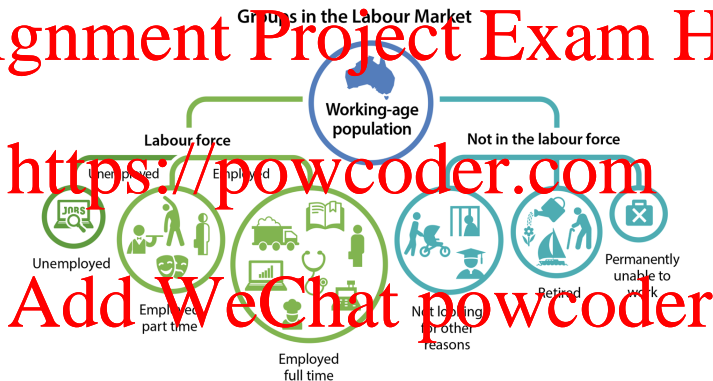 Groups in the Labour Market
ignment Project Exam H
Working-age
population
Labour force
Not in the labour force
https://powcoder.com
Unemployed
Employed
JOBS
Unemployed
Permanently
unable to
work
Add WeChat powcoder
Employed
part time
Not looking
for other
reasons
Retired
Employed
full time